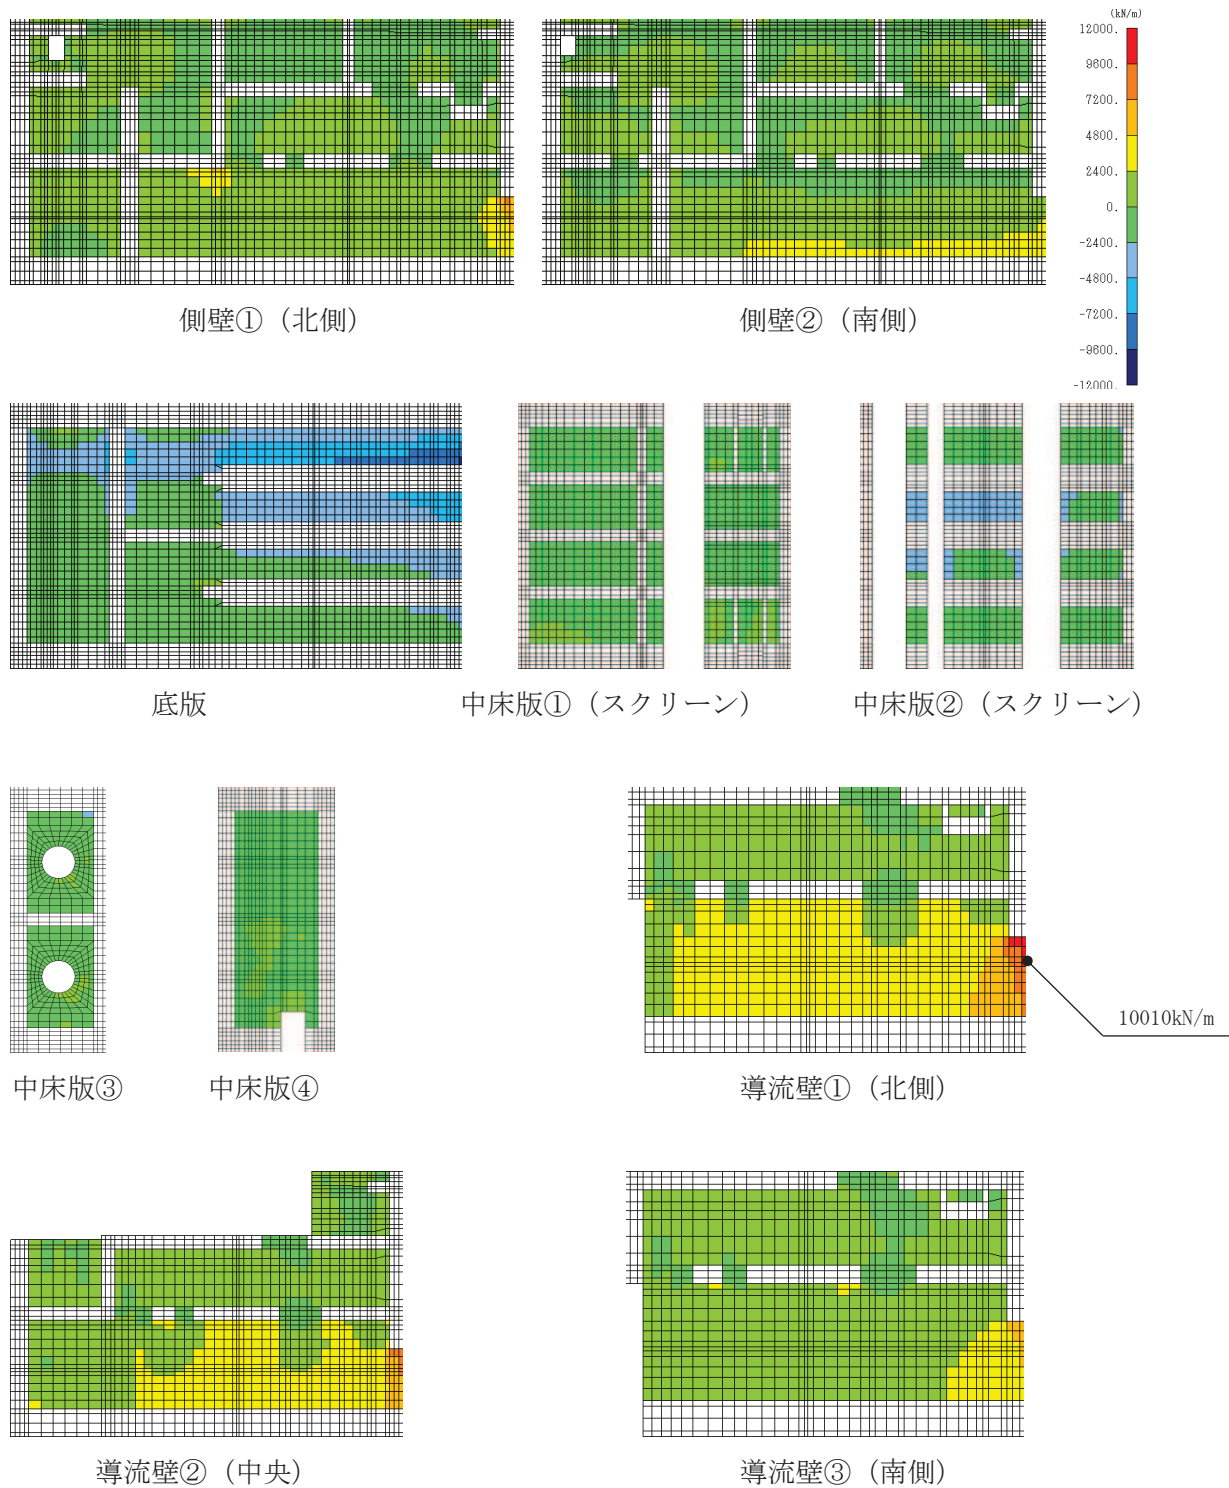 (kN/m)
12000.
9600.
7200.
4800.
2400.
0.
-2400.
-4800.
-7200.
-9600.
-12000.
側壁①（北側）
側壁②（南側）
底版
中床版①（スクリーン）
中床版②（スクリーン）
中床版③
中床版④
10010kN/m
導流壁①（北側）
導流壁②（中央）
導流壁③（南側）